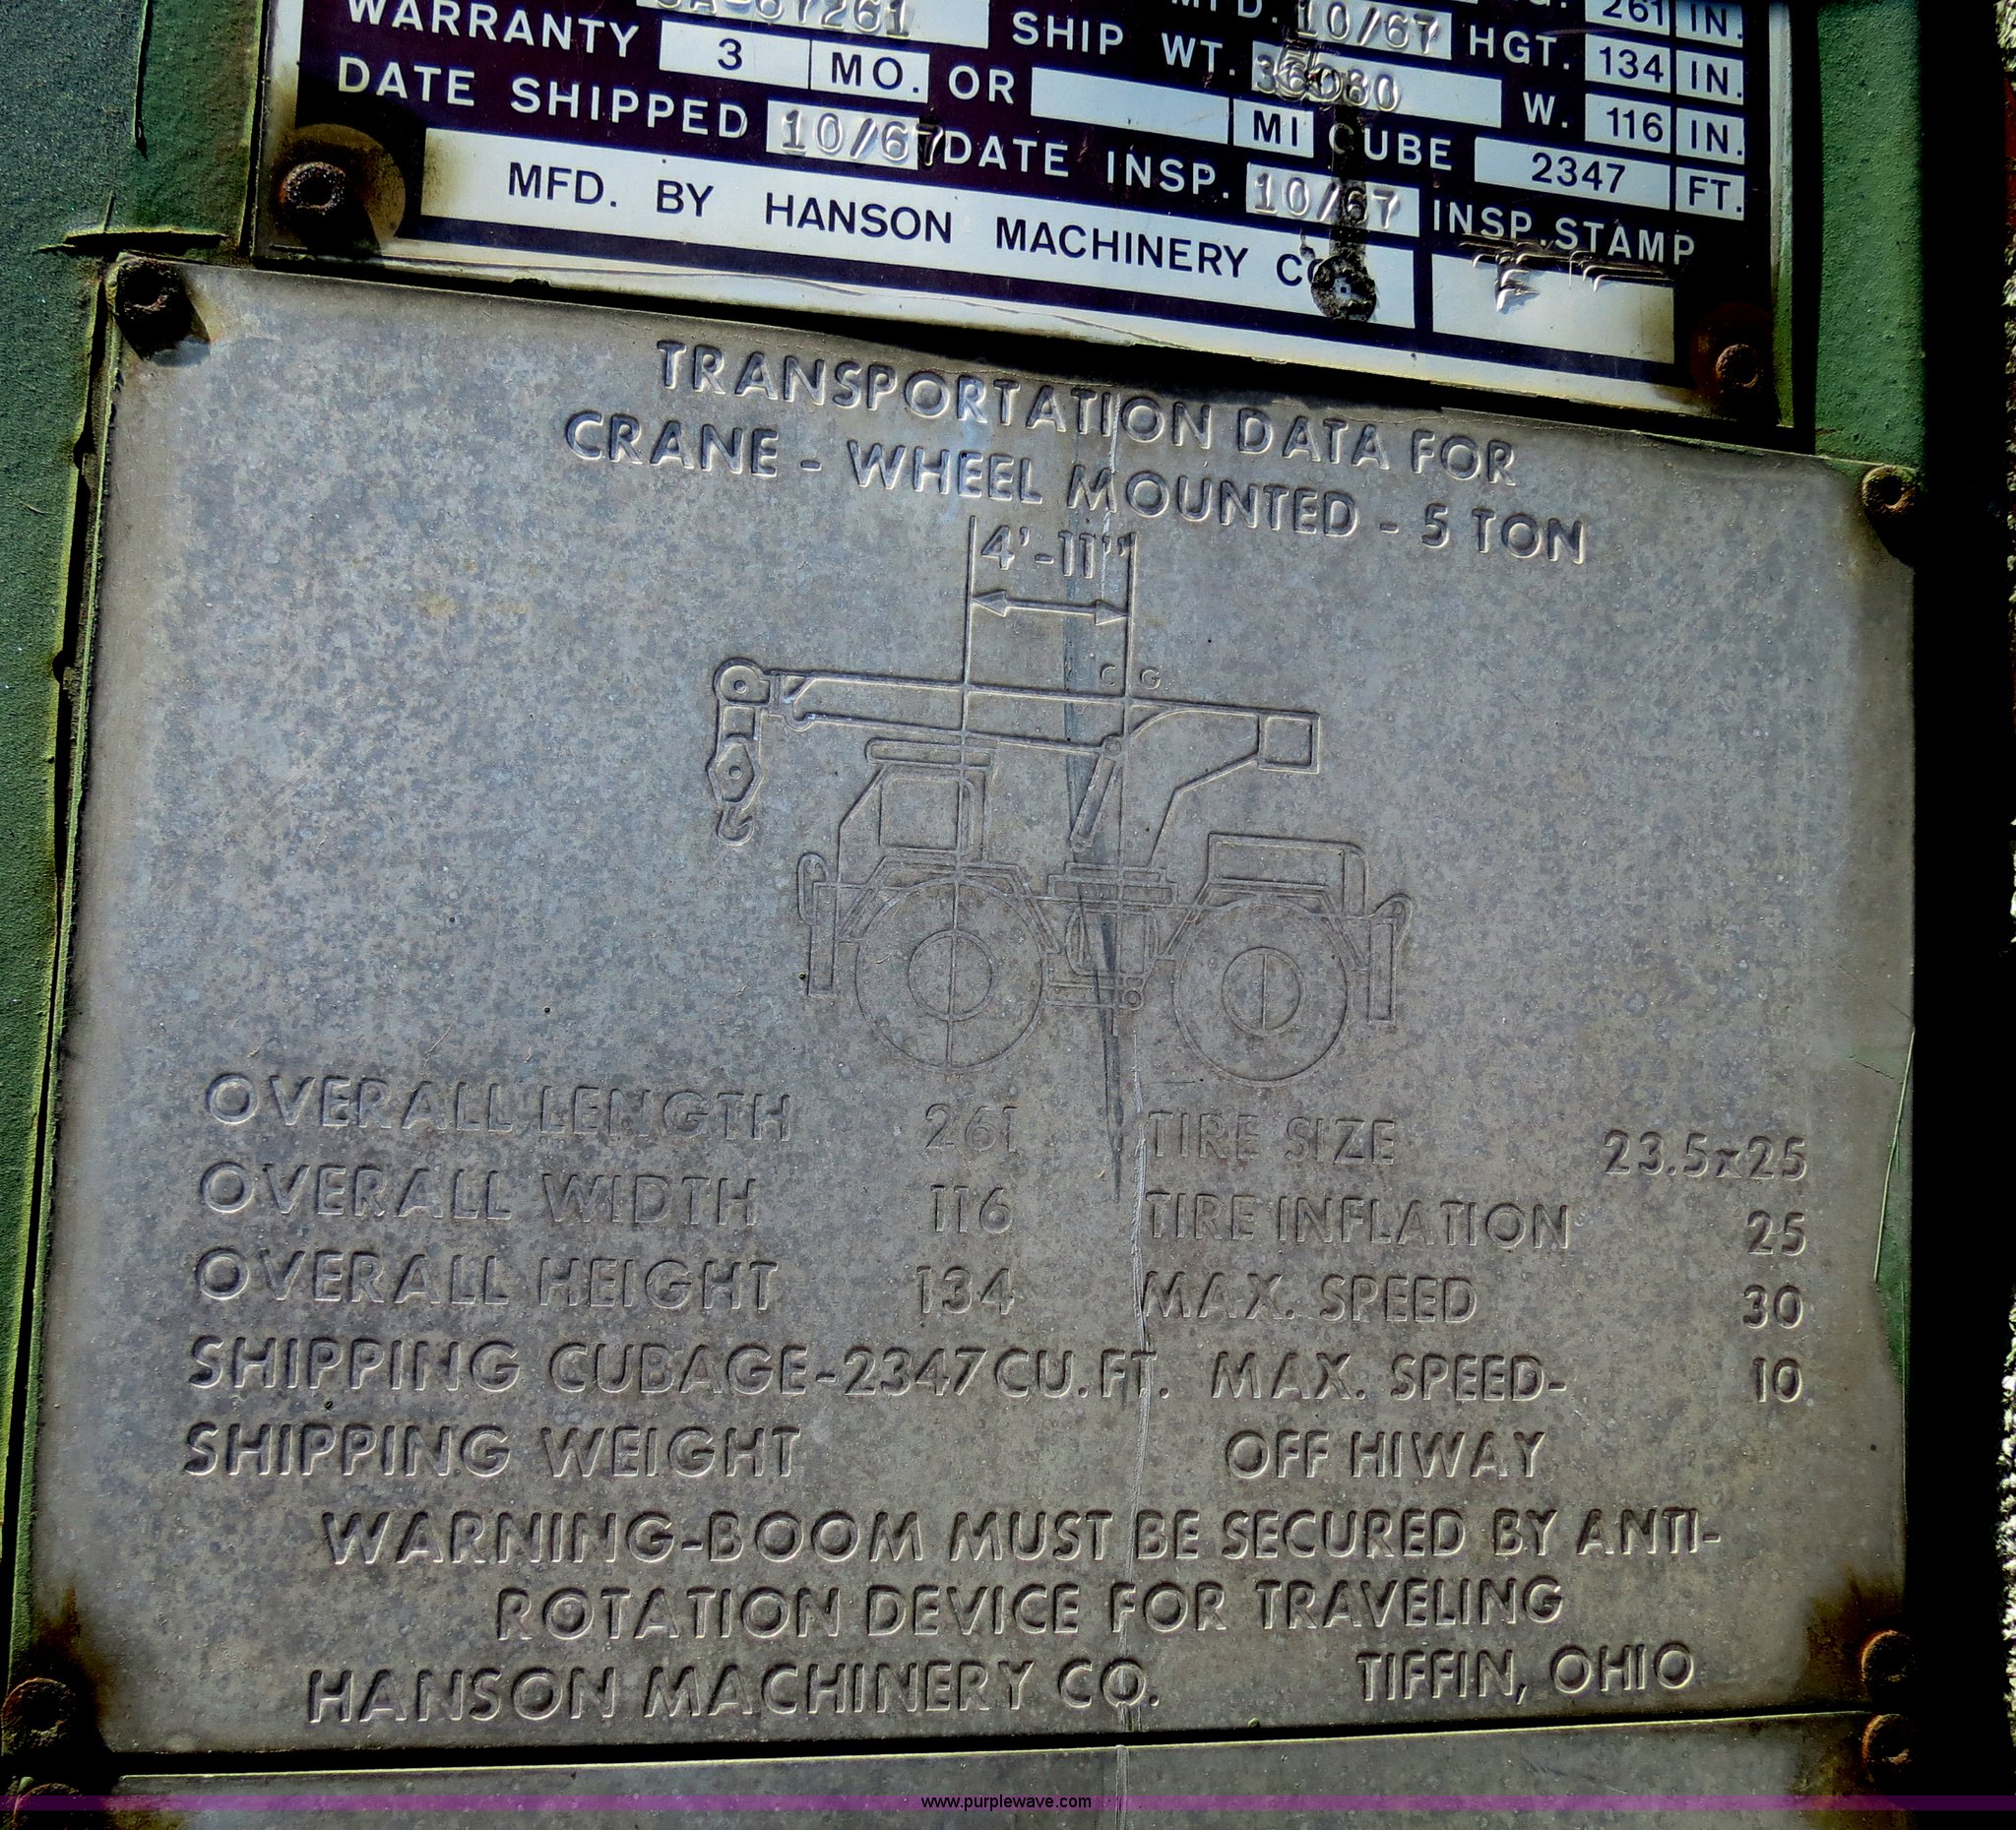 67261 MFD. 10/67 261 IN.
WARRANTY 3 MO. OR MI SHIP WT. HGT. 134 IN.
DATE SHIPPED 10/67 DATE INSP. 10/67 CUBE 2347 FT. W. 116 IN.
MFD. BY HANSON MACHINERY CO. INSP. STAMP
TRANSPORTATION DATA FOR
CRANE - WHEEL MOUNTED - 5 TON
4'-11"
C G
OVERALL LENGTH 261 TIRE SIZE 23.5x25
OVERALL WIDTH 116 TIRE INFLATION 25
OVERALL HEIGHT 134 MAX. SPEED 30
SHIPPING CUBAGE-2347 CU. FT. MAX. SPEED- 10
SHIPPING WEIGHT OFF HIWAY
WARNING-BOOM MUST BE SECURED BY ANTI-
ROTATION DEVICE FOR TRAVELING
HANSON MACHINERY CO. TIFFIN, OHIO
www.purplewave.com